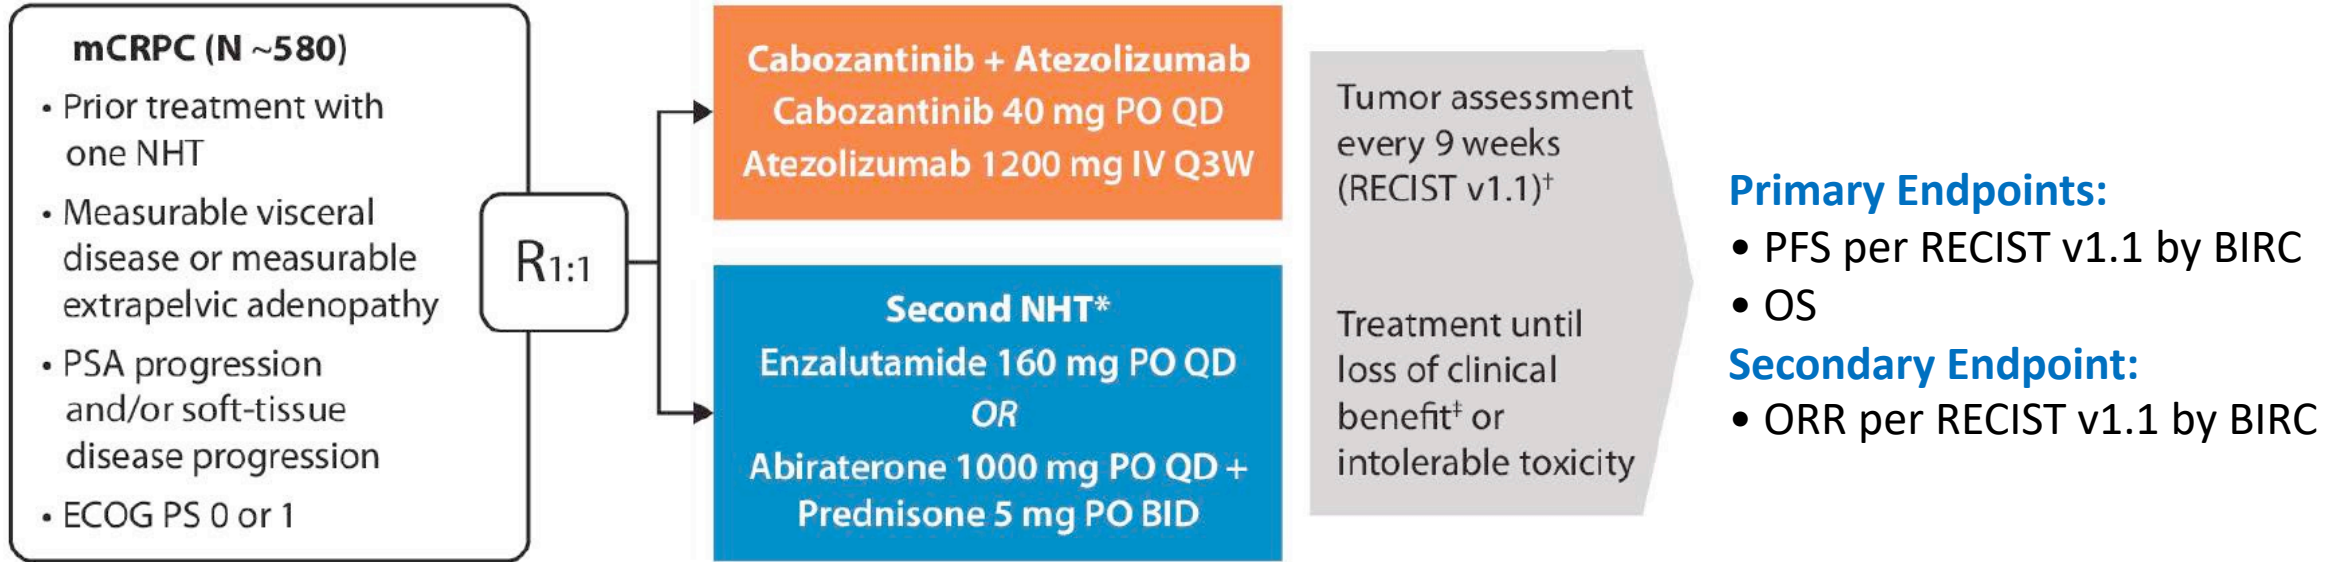 mCRPC (N ~580)
• Prior treatment with
one NHT
• Measurable visceral
disease or measurable
extrapelvic adenopathy
• PSA progression
and/or soft-tissue
disease progression
• ECOG PS 0 or 1
R1:1
Cabozantinib + Atezolizumab
Cabozantinib 40 mg PO QD
Atezolizumab 1200 mg IV Q3W
Second NHT*
Enzalutamide 160 mg PO QD
OR
Abiraterone 1000 mg PO QD +
Prednisone 5 mg PO BID
Tumor assessment
every 9 weeks
(RECIST v1.1)†
Treatment until
loss of clinical
benefit‡ or
intolerable toxicity
Primary Endpoints:
• PFS per RECIST v1.1 by BIRC
• OS
Secondary Endpoint:
• ORR per RECIST v1.1 by BIRC